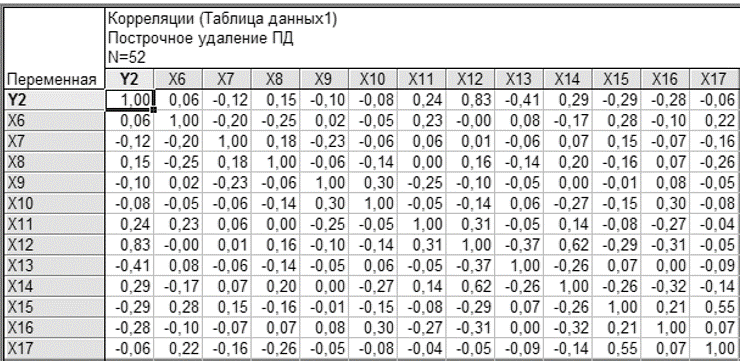 Корреляции (Таблица данных1)
Построчное удаление ПД
N=52
Переменная Y2 X6 X7 X8 X9 X10 X11 X12 X13 X14 X15 X16 X17
Y2 1,00 0,06 -0,12 0,15 -0,10 -0,08 0,24 0,83 -0,41 0,29 -0,29 -0,28 -0,06
X6 0,06 1,00 -0,20 -0,25 0,02 -0,05 0,23 -0,00 0,08 -0,17 0,28 -0,10 0,22
X7 -0,12 -0,20 1,00 0,18 -0,23 -0,06 0,06 0,01 -0,06 0,07 0,15 -0,07 -0,16
X8 0,15 -0,25 0,18 1,00 -0,06 -0,14 0,00 0,16 -0,14 0,20 -0,16 0,07 -0,26
X9 -0,10 0,02 -0,23 -0,06 1,00 0,30 -0,25 -0,10 -0,05 0,00 -0,01 0,08 -0,05
X10 -0,08 -0,05 -0,06 -0,14 0,30 1,00 -0,05 -0,14 0,06 -0,27 -0,15 0,30 -0,08
X11 0,24 0,23 0,06 0,00 -0,25 -0,05 1,00 0,31 -0,05 0,14 -0,08 -0,27 -0,04
X12 0,83 -0,00 0,01 0,16 -0,10 -0,14 0,31 1,00 -0,37 0,62 -0,29 -0,31 -0,05
X13 -0,41 0,08 -0,06 -0,14 -0,05 0,06 -0,05 -0,37 1,00 -0,26 0,07 0,00 -0,09
X14 0,29 -0,17 0,07 0,20 0,00 -0,27 0,14 0,62 -0,26 1,00 -0,26 -0,32 -0,14
X15 -0,29 0,28 0,15 -0,16 -0,01 -0,15 -0,08 -0,29 0,07 -0,26 1,00 0,21 0,55
X16 -0,28 -0,10 -0,07 0,07 0,08 0,30 -0,27 -0,31 0,00 -0,32 0,21 1,00 0,07
X17 -0,06 0,22 -0,16 -0,26 -0,05 -0,08 -0,04 -0,05 -0,09 -0,14 0,55 0,07 1,00